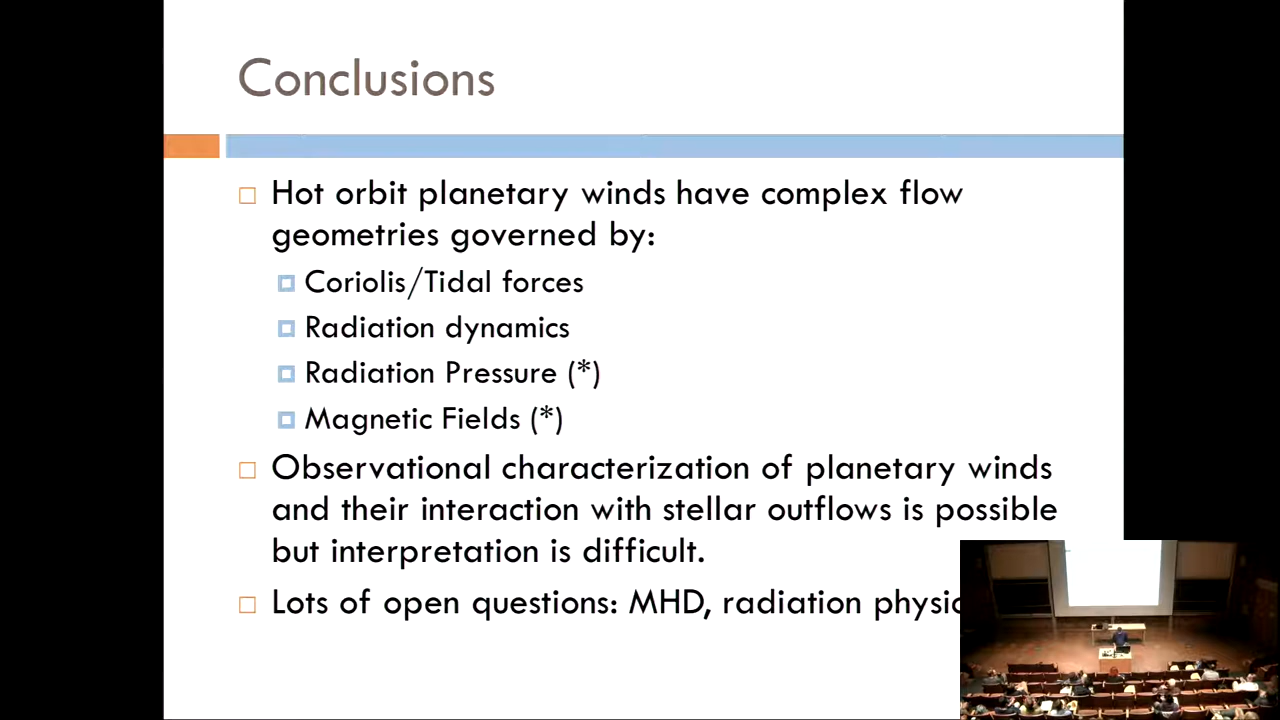 Conclusions
Hot orbit planetary winds have complex flow
geometries governed by:
Coriolis/Tidal forces
Radiation dynamics
Radiation Pressure (*)
Magnetic Fields (*)
Observational characterization of planetary winds
and their interaction with stellar outflows is possible
but interpretation is difficult.
Lots of open questions: MHD, radiation